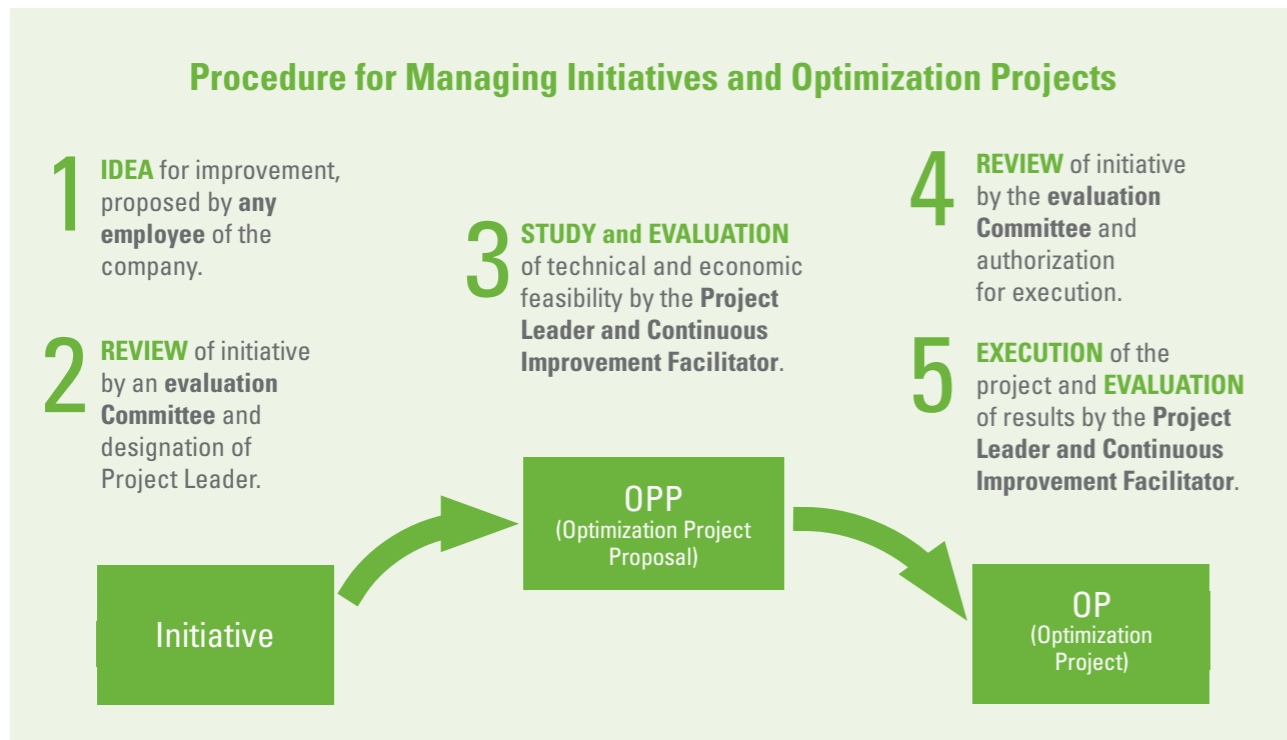 Procedure for Managing Initiatives and Optimization Projects
1 IDEA for improvement,
proposed by any
employee of the
company.
2 REVIEW of initiative
by an evaluation
Committee and
designation of
Project Leader.
3 STUDY and EVALUATION
of technical and economic
feasibility by the Project
Leader and Continuous
Improvement Facilitator.
4 REVIEW of initiative
by the evaluation
Committee and
authorization
for execution.
5 EXECUTION of the
project and EVALUATION
of results by the Project
Leader and Continuous
Improvement Facilitator.
Initiative
OPP
(Optimization Project
Proposal)
OP
(Optimization
Project)